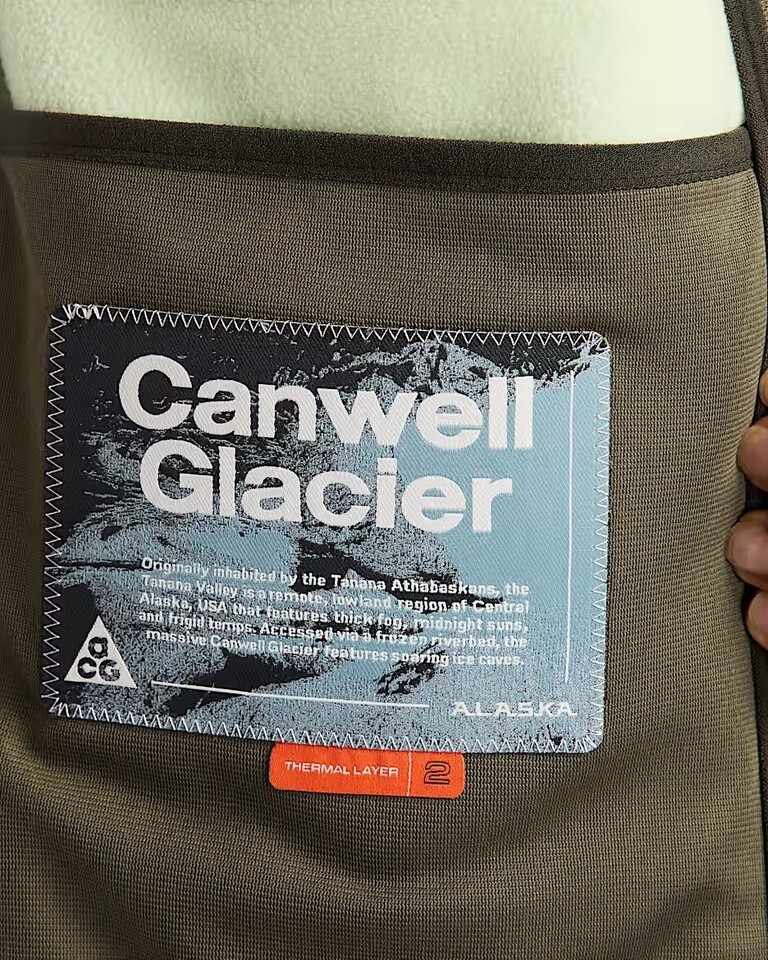 Canwell
Glacier
Originally inhabited by the Tanana Athabaskans, the
Tanana Valley is a remote, lowland region of Central
Alaska, USA that features thick fog, midnight suns,
and frigid temps. Accessed via a frozen riverbed, the
massive Canwell Glacier features soaring ice caves.
aCG
A.L.A.S.K.A.
THERMAL LAYER 2